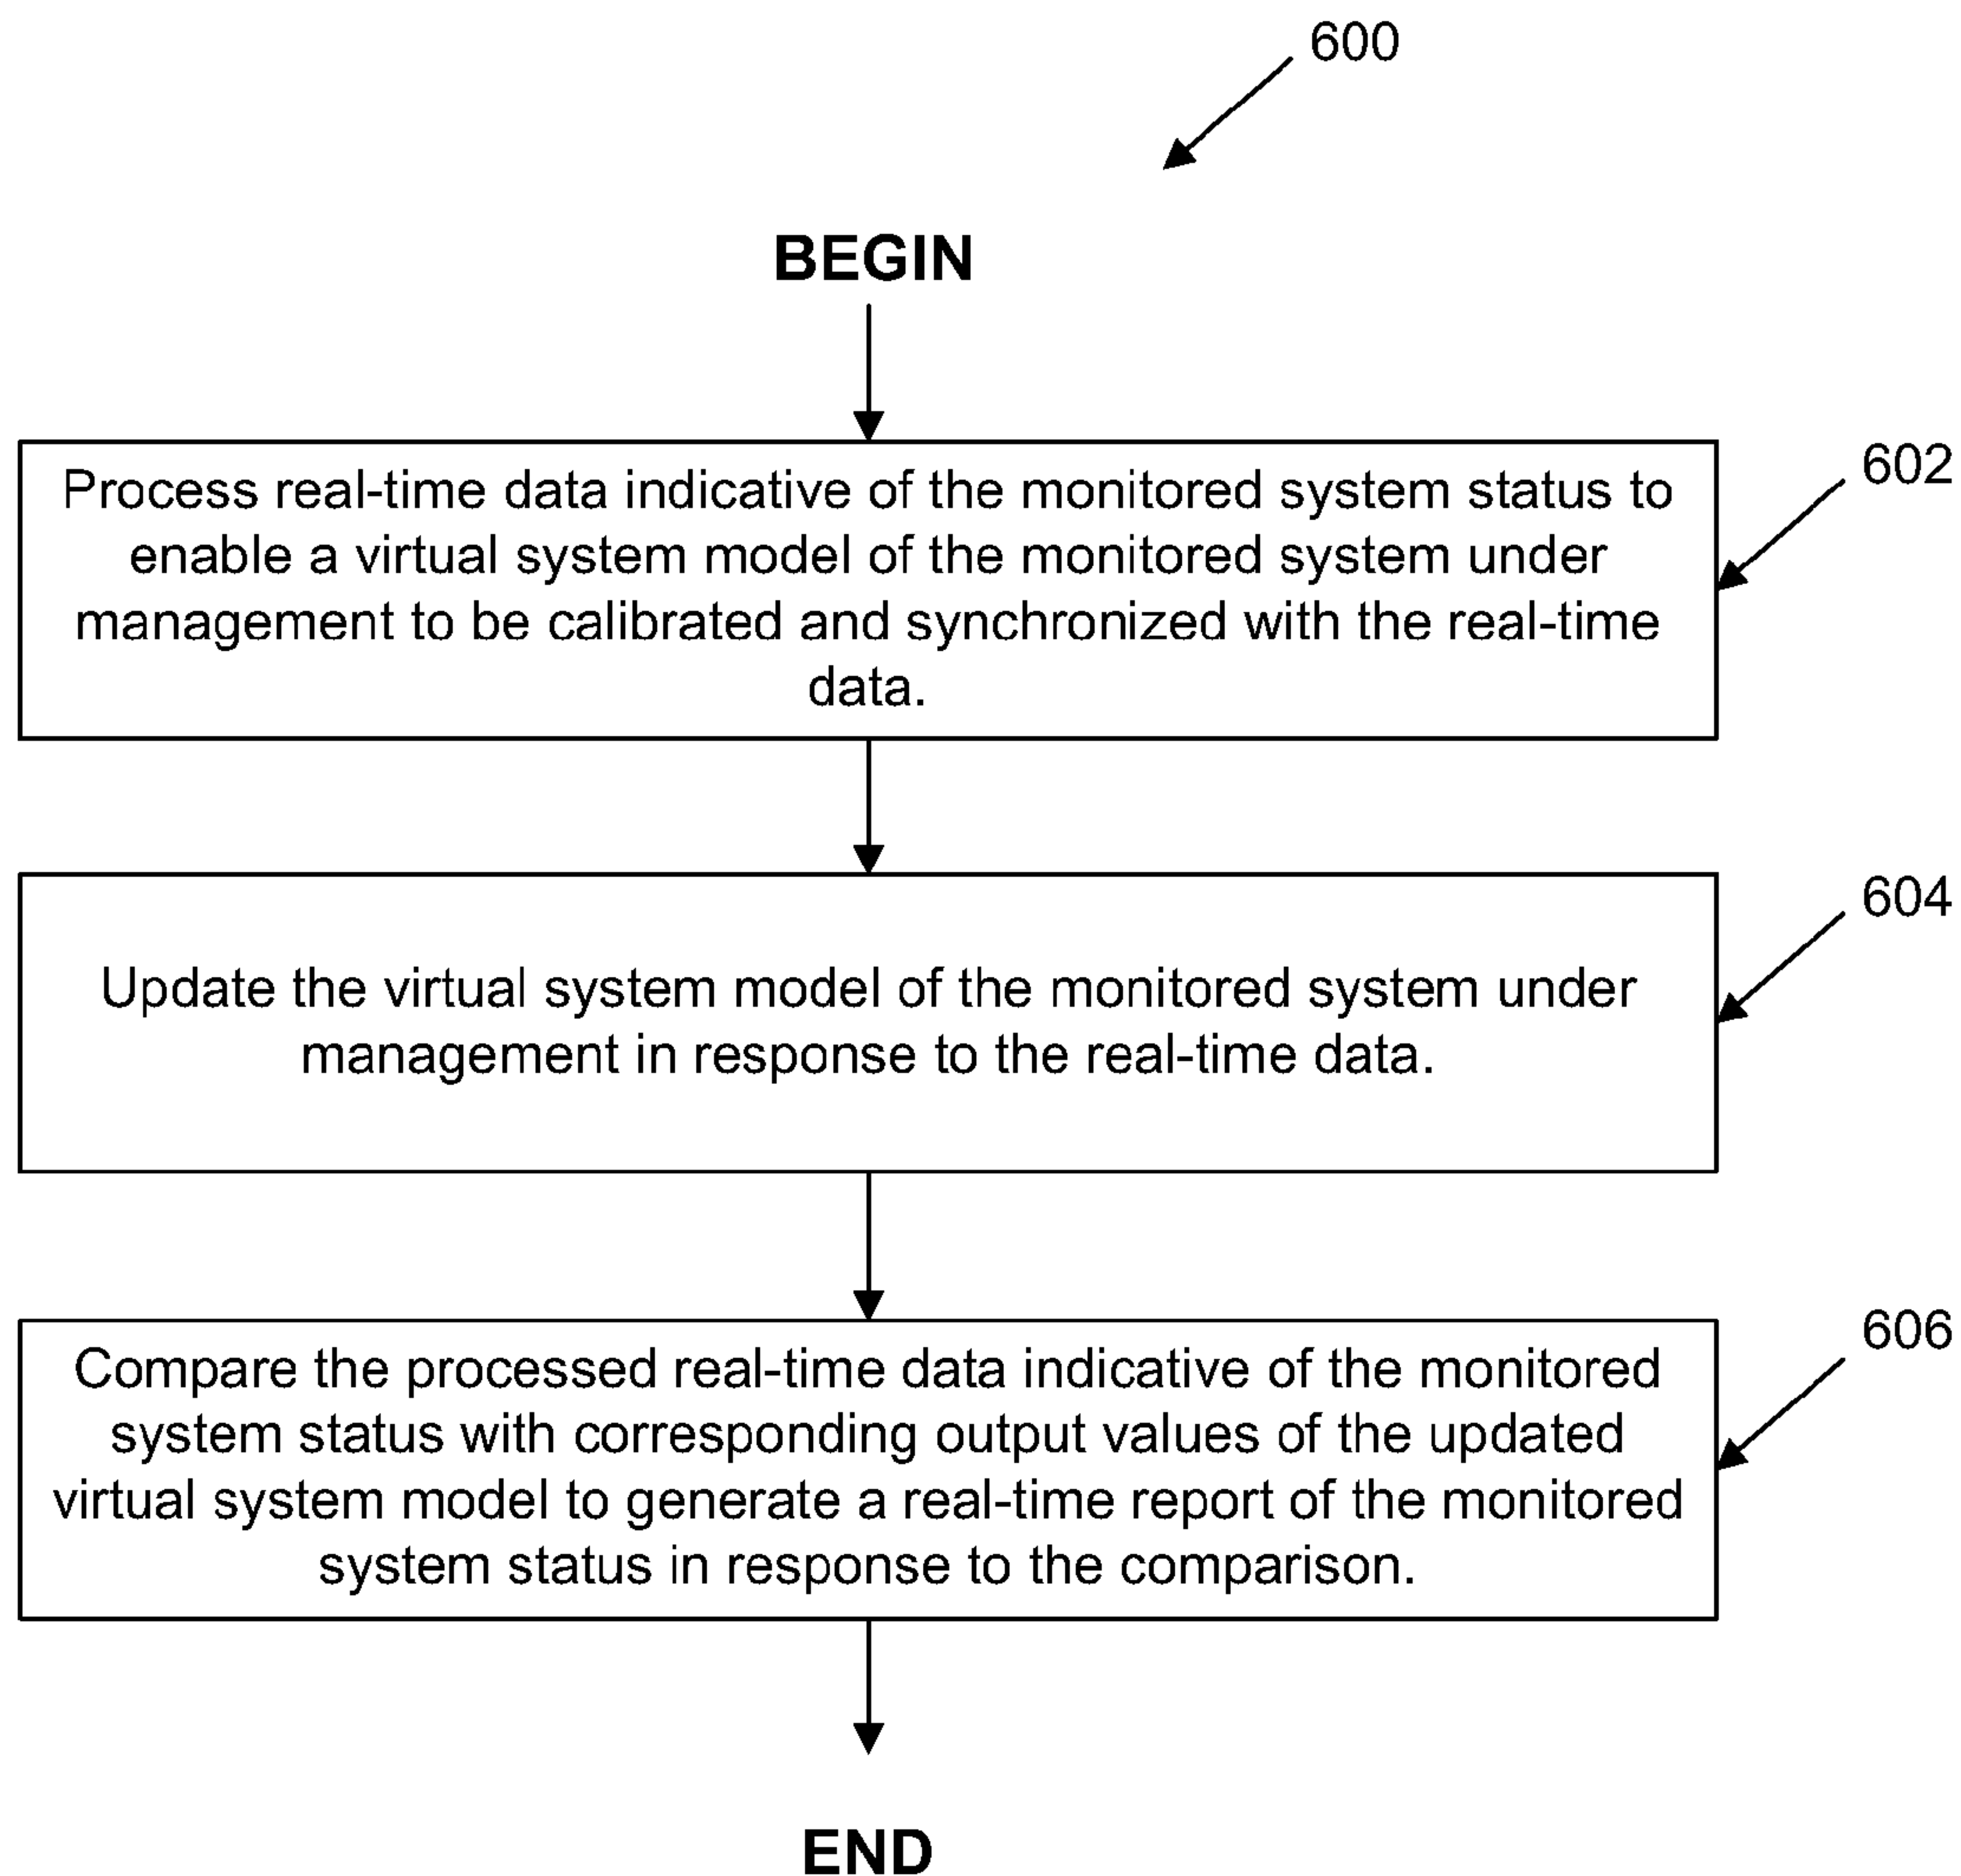 600
BEGIN
Process real-time data indicative of the monitored system status to
enable a virtual system model of the monitored system under
management to be calibrated and synchronized with the real-time
data.
602
Update the virtual system model of the monitored system under
management in response to the real-time data.
604
Compare the processed real-time data indicative of the monitored
system status with corresponding output values of the updated
virtual system model to generate a real-time report of the monitored
system status in response to the comparison.
606
END